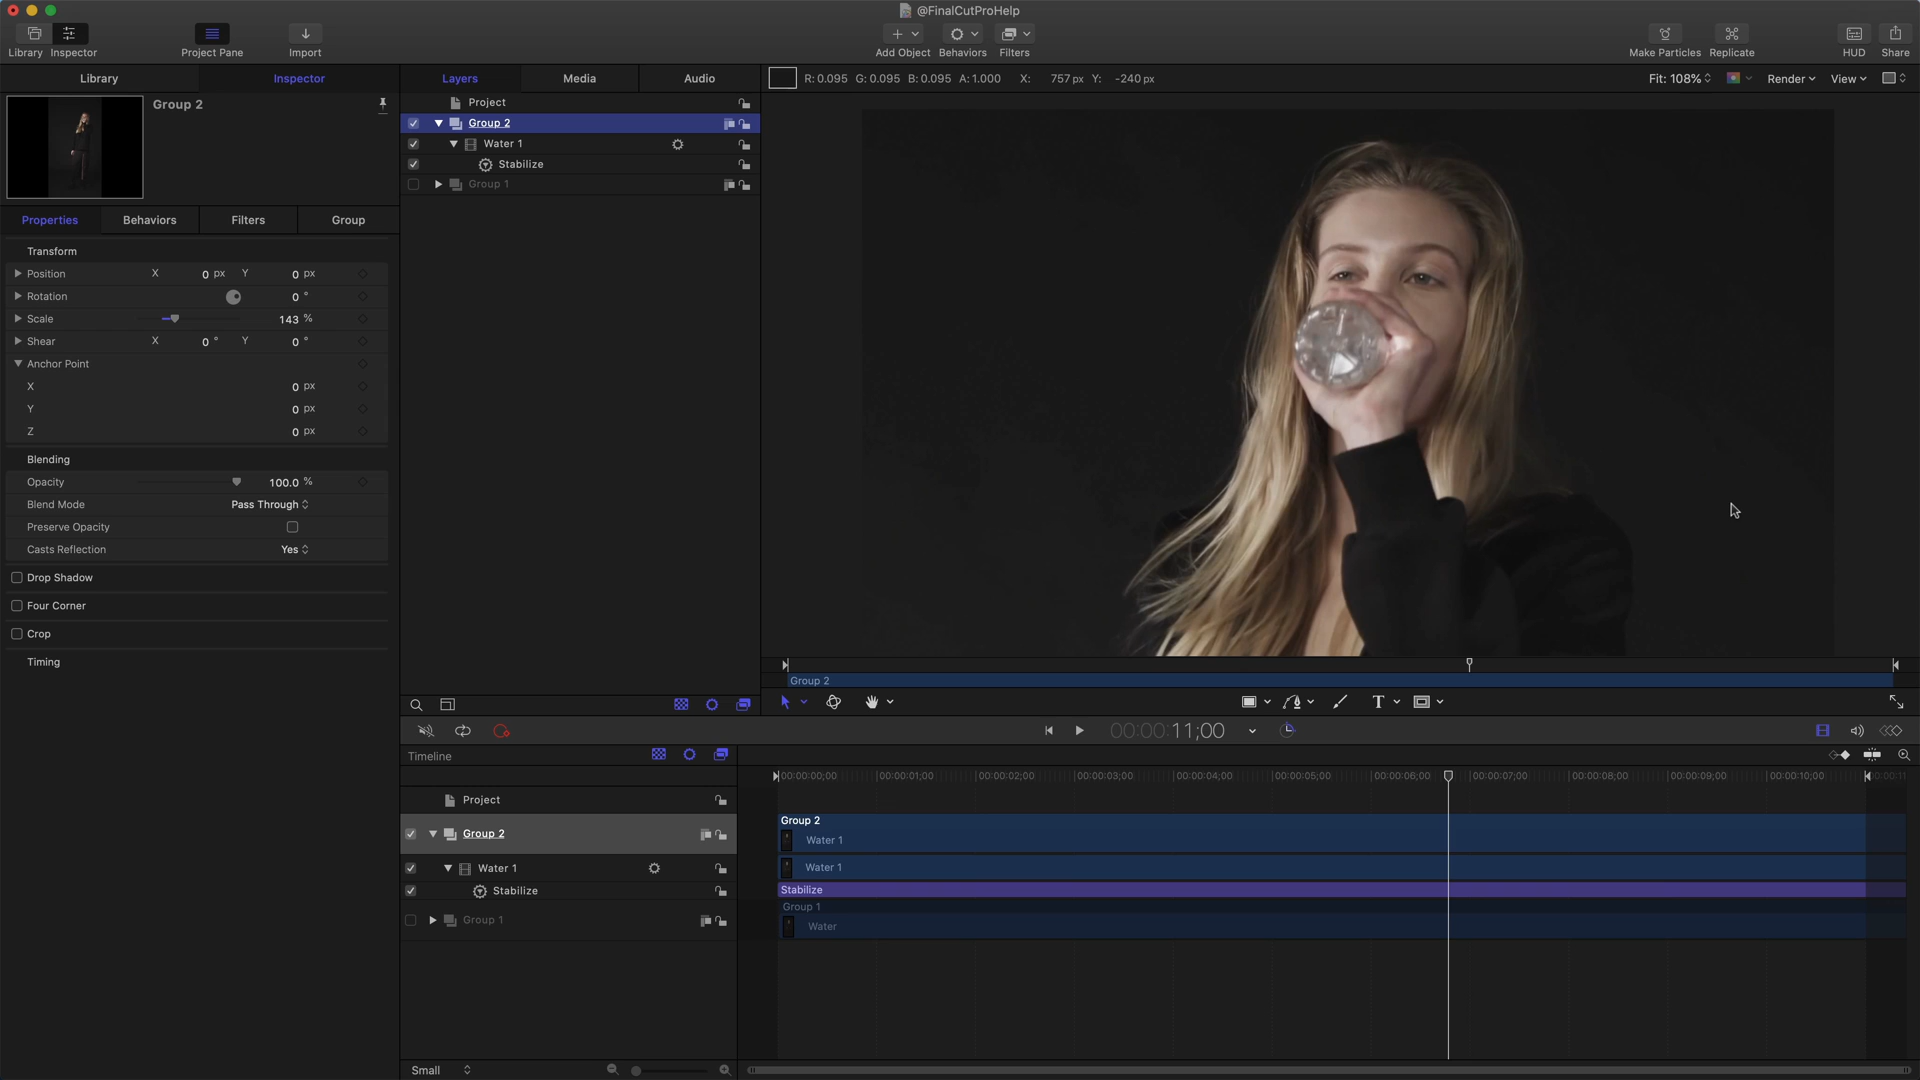 @FinalCutProHelp
Library Inspector Project Pane Import Add Object Behaviors Filters Make Particles Replicate HUD Share
Library Inspector Layers Media Audio R: 0.095 G: 0.095 B: 0.095 A: 1.000 X: 757 px Y: -240 px Fit: 108% Render View
Group 2
Project
Group 2
Water 1
Stabilize
Group 1
Properties Behaviors Filters Group
Transform
Position X 0 px Y 0 px
Rotation 0 °
Scale 143 %
Shear X 0 ° Y 0 °
Anchor Point
X 0 px
Y 0 px
Z 0 px
Blending
Opacity 100.0 %
Blend Mode Pass Through
Preserve Opacity
Casts Reflection Yes
Drop Shadow
Four Corner
Crop
Timing
Group 2
T
00:00:00:11;00
Timeline
00:00:00;00 00:00:01;00 00:00:02;00 00:00:03;00 00:00:04;00 00:00:05;00 00:00:06;00 00:00:07;00 00:00:08;00 00:00:09;00 00:00:10;00
Project
Group 2 Group 2
Water 1
Water 1 Water 1
Stabilize Stabilize
Group 1
Group 1 Water
Small